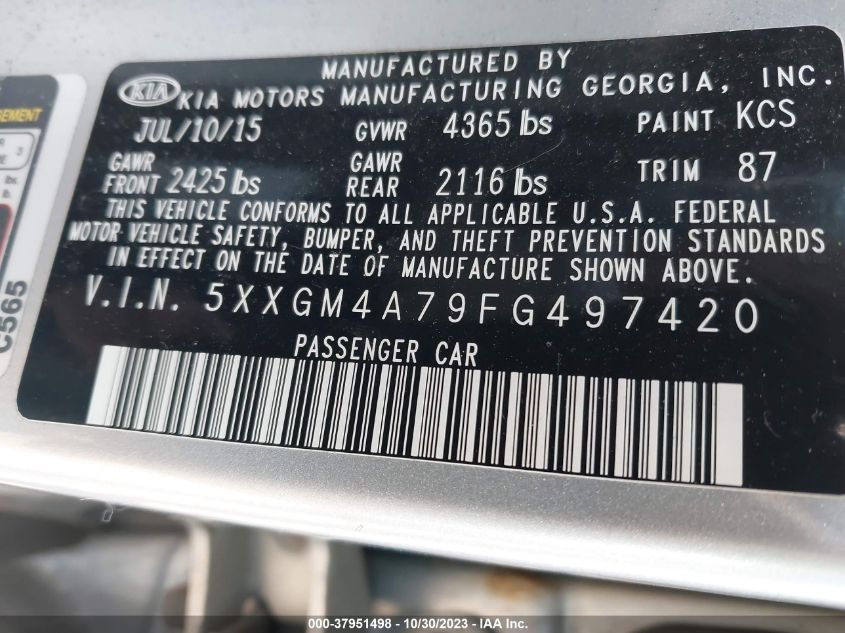 MANUFACTURED BY
KIA KIA MOTORS MANUFACTURING GEORGIA, INC.
JUL/10/15 GVWR 4365 lbs PAINT KCS
GAWR FRONT 2425 lbs GAWR REAR 2116 lbs TRIM 87
THIS VEHICLE CONFORMS TO ALL APPLICABLE U.S.A. FEDERAL
MOTOR VEHICLE SAFETY, BUMPER, AND THEFT PREVENTION STANDARDS
IN EFFECT ON THE DATE OF MANUFACTURE SHOWN ABOVE.
V.I.N. 5XXGM4A79FG497420
PASSENGER CAR
C565
000-37951498 - 10/30/2023 - IAA Inc.